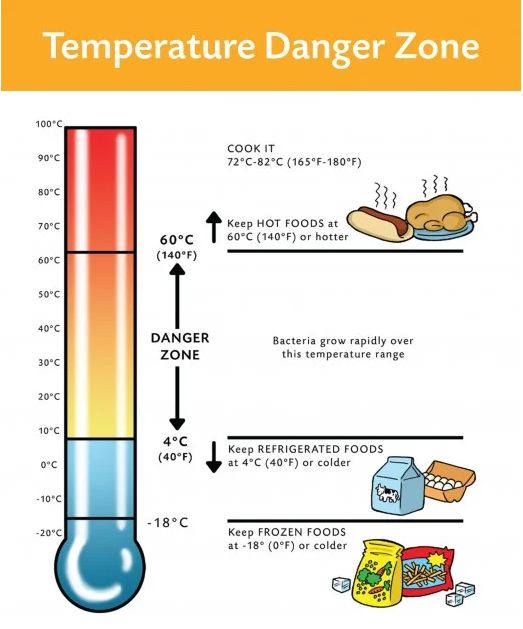 Temperature Danger Zone
100°C
90°C
80°C
70°C
60°C
50°C
40°C
30°C
20°C
10°C
0°C
-10°C
-20°C
COOK IT
72°C-82°C (165°F-180°F)
Keep HOT FOODS at
60°C (140°F) or hotter
60°C
(140°F)
DANGER
ZONE
Bacteria grow rapidly over
this temperature range
4°C
(40°F)
Keep REFRIGERATED FOODS
at 4°C (40°F) or colder
-18°C
Keep FROZEN FOODS
at -18° (0°F) or colder